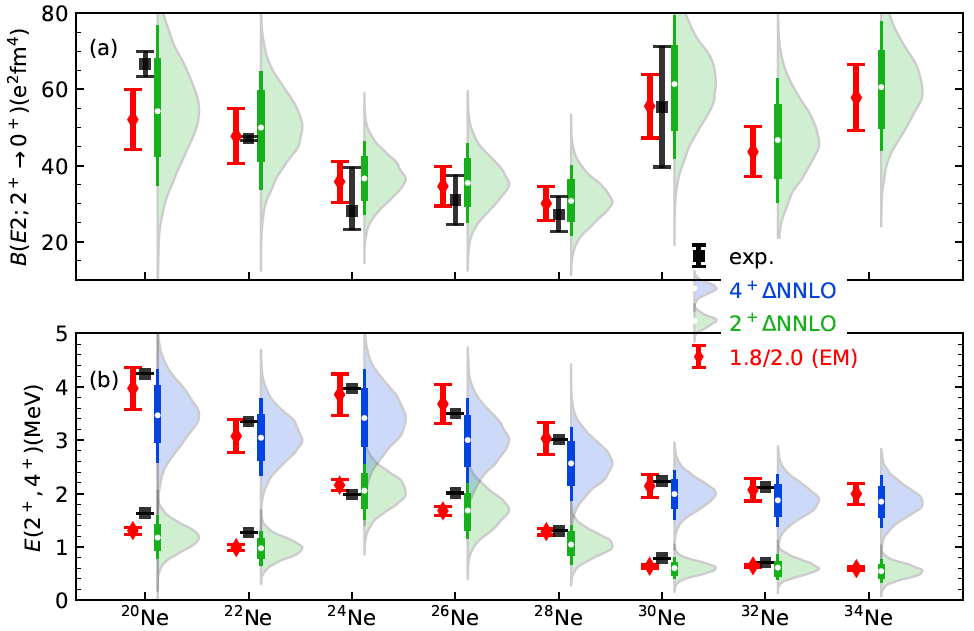 80
60
40
20
B(E2; 2⁺ → 0⁺)(e²fm⁴)
(a)
exp.
4⁺ΔNNLO
2⁺ΔNNLO
1.8/2.0 (EM)
5
4
3
2
1
0
E(2⁺, 4⁺)(MeV)
(b)
²⁰Ne ²²Ne ²⁴Ne ²⁶Ne ²⁸Ne ³⁰Ne ³²Ne ³⁴Ne